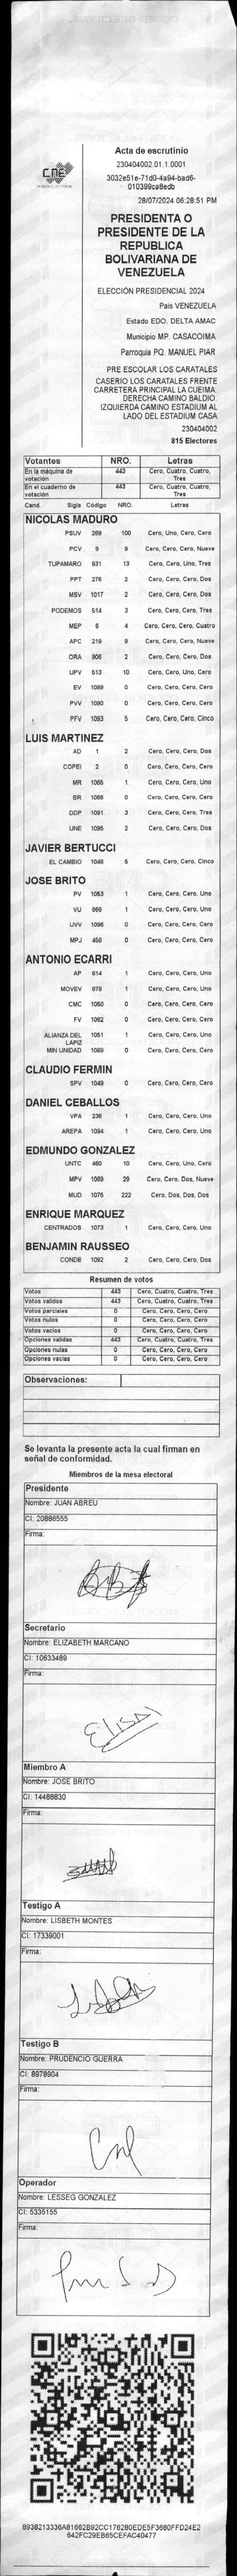 CNE
Acta de escrutinio
230404002.01.1.0001
3032e51e-71d0-4a94-bad6-
010399ca8edb
28/07/2024 06:28:51 PM
PRESIDENTA O
PRESIDENTE DE LA
REPUBLICA
BOLIVARIANA DE
VENEZUELA
ELECCIÓN PRESIDENCIAL 2024
Pais VENEZUELA
Estado EDO. DELTA AMAC
Municipio MP. CASACOIMA
Parroquia PQ. MANUEL PIAR
PRE ESCOLAR LOS CARATALES
CASERIO LOS CARATALES FRENTE
CARRETERA PRINCIPAL LA CUEIMA.
DERECHA CAMINO BALDIO.
IZQUIERDA CAMINO ESTADIUM AL
LADO DEL ESTADIUM CASA
230404002
815 Electores
Votantes NRO. Letras
En la máquina de votación 443 Cero, Cuatro, Cuatro, Tres
En el cuaderno de votación 443 Cero, Cuatro, Cuatro, Tres
Cand. Sigla Código NRO. Letras
NICOLAS MADURO
PSUV 269 100 Cero, Uno, Cero, Cero
PCV 9 9 Cero, Cero, Cero, Nueve
TUPAMARO 931 13 Cero, Cero, Uno, Tres
PPT 276 2 Cero, Cero, Cero, Dos
MSV 1017 2 Cero, Cero, Cero, Dos
PODEMOS 514 3 Cero, Cero, Cero, Tres
MEP 5 4 Cero, Cero, Cero, Cuatro
APC 219 9 Cero, Cero, Cero, Nueve
ORA 906 2 Cero, Cero, Cero, Dos
UPV 513 10 Cero, Cero, Uno, Cero
EV 1089 0 Cero, Cero, Cero, Cero
PVV 1090 0 Cero, Cero, Cero, Cero
PFV 1093 5 Cero, Cero, Cero, Cinco
LUIS MARTINEZ
AD 1 2 Cero, Cero, Cero, Dos
COPEI 2 0 Cero, Cero, Cero, Cero
MR 1065 1 Cero, Cero, Cero, Uno
BR 1066 0 Cero, Cero, Cero, Cero
DDP 1091 3 Cero, Cero, Cero, Tres
UNE 1095 2 Cero, Cero, Cero, Dos
JAVIER BERTUCCI
EL CAMBIO 1048 5 Cero, Cero, Cero, Cinco
JOSE BRITO
PV 1053 1 Cero, Cero, Cero, Uno
VU 868 1 Cero, Cero, Cero, Uno
UVV 1096 0 Cero, Cero, Cero, Cero
MPJ 458 0 Cero, Cero, Cero, Cero
ANTONIO ECARRI
AP 814 1 Cero, Cero, Cero, Uno
MOVEV 878 1 Cero, Cero, Cero, Uno
CMC 1050 0 Cero, Cero, Cero, Cero
FV 1052 0 Cero, Cero, Cero, Cero
ALIANZA DEL LAPIZ 1051 1 Cero, Cero, Cero, Uno
MIN UNIDAD 1068 0 Cero, Cero, Cero, Cero
CLAUDIO FERMIN
SPV 1049 0 Cero, Cero, Cero, Cero
DANIEL CEBALLOS
VPA 236 1 Cero, Cero, Cero, Uno
AREPA 1094 1 Cero, Cero, Cero, Uno
EDMUNDO GONZALEZ
UNTC 460 10 Cero, Cero, Uno, Cero
MPV 1069 29 Cero, Cero, Dos, Nueve
MUD 1075 222 Cero, Dos, Dos, Dos
ENRIQUE MARQUEZ
CENTRADOS 1073 1 Cero, Cero, Cero, Uno
BENJAMIN RAUSSEO
CONDE 1092 2 Cero, Cero, Cero, Dos
Resumen de votos
Votos 443 Cero, Cuatro, Cuatro, Tres
Votos validos 443 Cero, Cuatro, Cuatro, Tres
Votos parciales 0 Cero, Cero, Cero, Cero
Votos nulos 0 Cero, Cero, Cero, Cero
Votos vacios 0 Cero, Cero, Cero, Cero
Opciones validas 443 Cero, Cuatro, Cuatro, Tres
Opciones nulas 0 Cero, Cero, Cero, Cero
Opciones vacias 0 Cero, Cero, Cero, Cero
Observaciones:
Se levanta la presente acta la cual firman en
señal de conformidad.
Miembros de la mesa electoral
Presidente
Nombre: JUAN ABREU
CI: 20886555
Firma:
Secretario
Nombre: ELIZABETH MARCANO
CI: 10633489
Firma:
Elisa
Miembro A
Nombre: JOSE BRITO
CI: 14488830
Firma:
Testigo A
Nombre: LISBETH MONTES
CI: 17339001
Firma:
Testigo B
Nombre: PRUDENCIO GUERRA
CI: 8978904
Firma:
Operador
Nombre: LESSEG GONZALEZ
CI: 5335155
Firma:
8938213336A81662B92CC176280EDE5F3680FFD24E2
642FC29EB65CEFAC40477